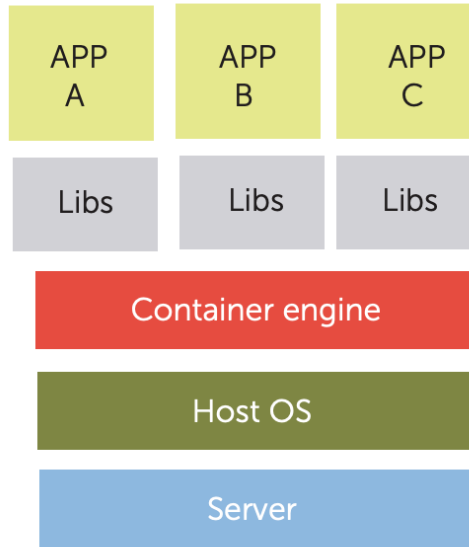 APP APP APP
A B C
Libs Libs Libs
Container engine
Host OS
Server